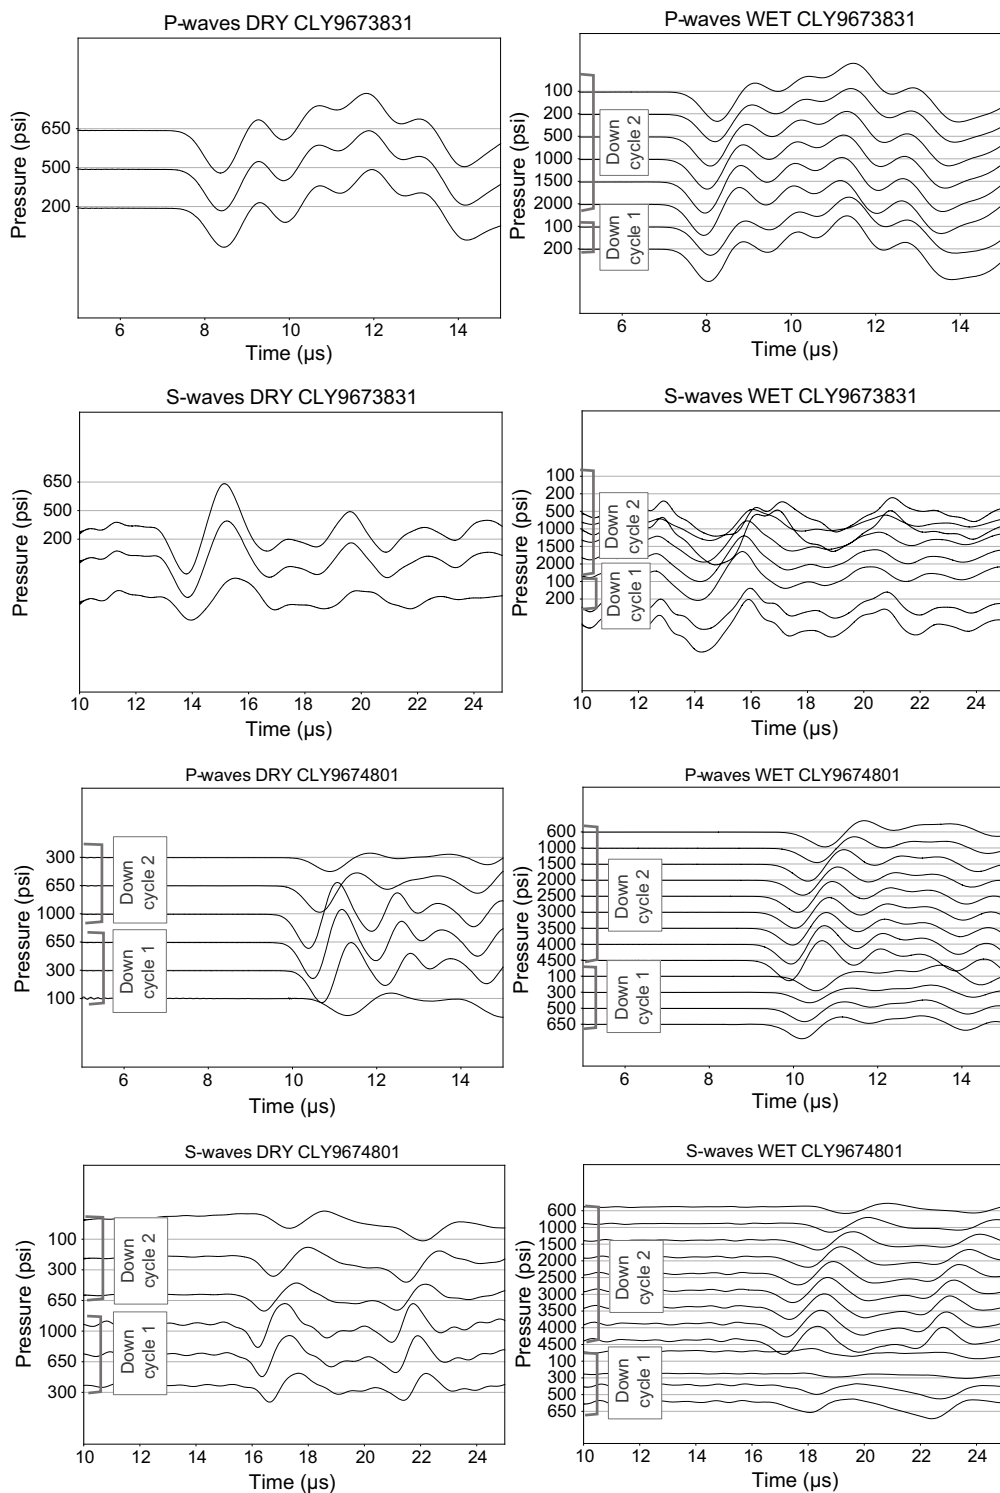 P-waves DRY CLY9673831
Pressure (psi)
650
500
200
6 8 10 12 14
Time (µs)
P-waves WET CLY9673831
Pressure (psi)
100
200
500
1000
1500
2000
100
200
Down
cycle 2
Down
cycle 1
6 8 10 12 14
Time (µs)
S-waves DRY CLY9673831
Pressure (psi)
650
500
200
10 12 14 16 18 20 22 24
Time (µs)
S-waves WET CLY9673831
Pressure (psi)
100
200
500
1000
1500
2000
100
200
Down
cycle 2
Down
cycle 1
10 12 14 16 18 20 22 24
Time (µs)
P-waves DRY CLY9674801
Pressure (psi)
300
650
1000
650
300
100
Down
cycle 2
Down
cycle 1
6 8 10 12 14
Time (µs)
P-waves WET CLY9674801
Pressure (psi)
600
1000
1500
2000
2500
3000
3500
4000
4500
100
300
500
650
Down
cycle 2
Down
cycle 1
6 8 10 12 14
Time (µs)
S-waves DRY CLY9674801
Pressure (psi)
100
300
650
1000
650
300
Down
cycle 2
Down
cycle 1
10 12 14 16 18 20 22 24
Time (µs)
S-waves WET CLY9674801
Pressure (psi)
600
1000
1500
2000
2500
3000
3500
4000
4500
100
300
500
650
Down
cycle 2
Down
cycle 1
10 12 14 16 18 20 22 24
Time (µs)